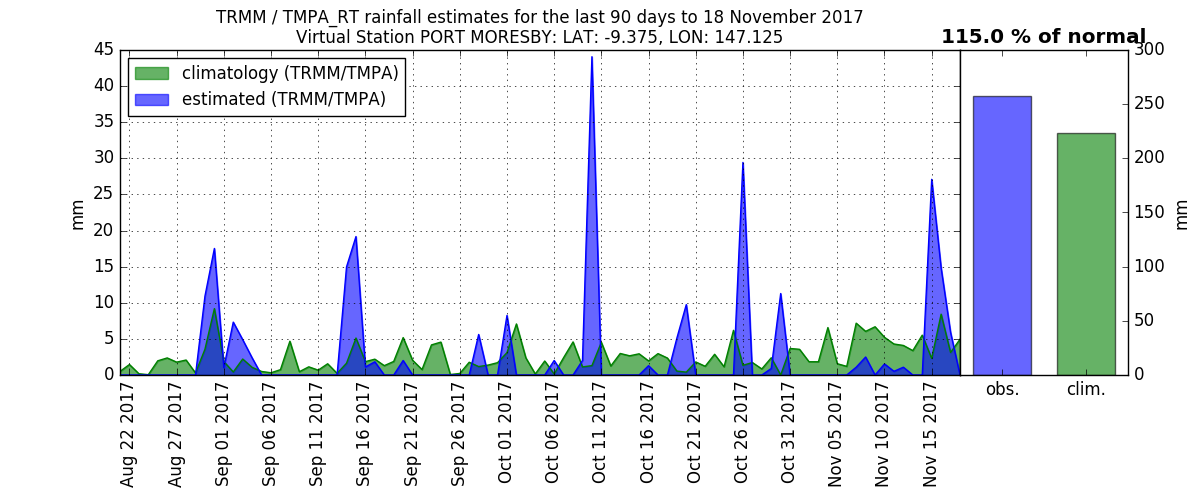 TRMM / TMPA_RT rainfall estimates for the last 90 days to 18 November 2017
Virtual Station PORT MORESBY: LAT: -9.375, LON: 147.125
115.0 % of normal
climatology (TRMM/TMPA)
estimated (TRMM/TMPA)
mm
45
40
35
30
25
20
15
10
5
0
Aug 22 2017
Aug 27 2017
Sep 01 2017
Sep 06 2017
Sep 11 2017
Sep 16 2017
Sep 21 2017
Sep 26 2017
Oct 01 2017
Oct 06 2017
Oct 11 2017
Oct 16 2017
Oct 21 2017
Oct 26 2017
Oct 31 2017
Nov 05 2017
Nov 10 2017
Nov 15 2017
obs.
clim.
300
250
200
150
100
50
0
mm